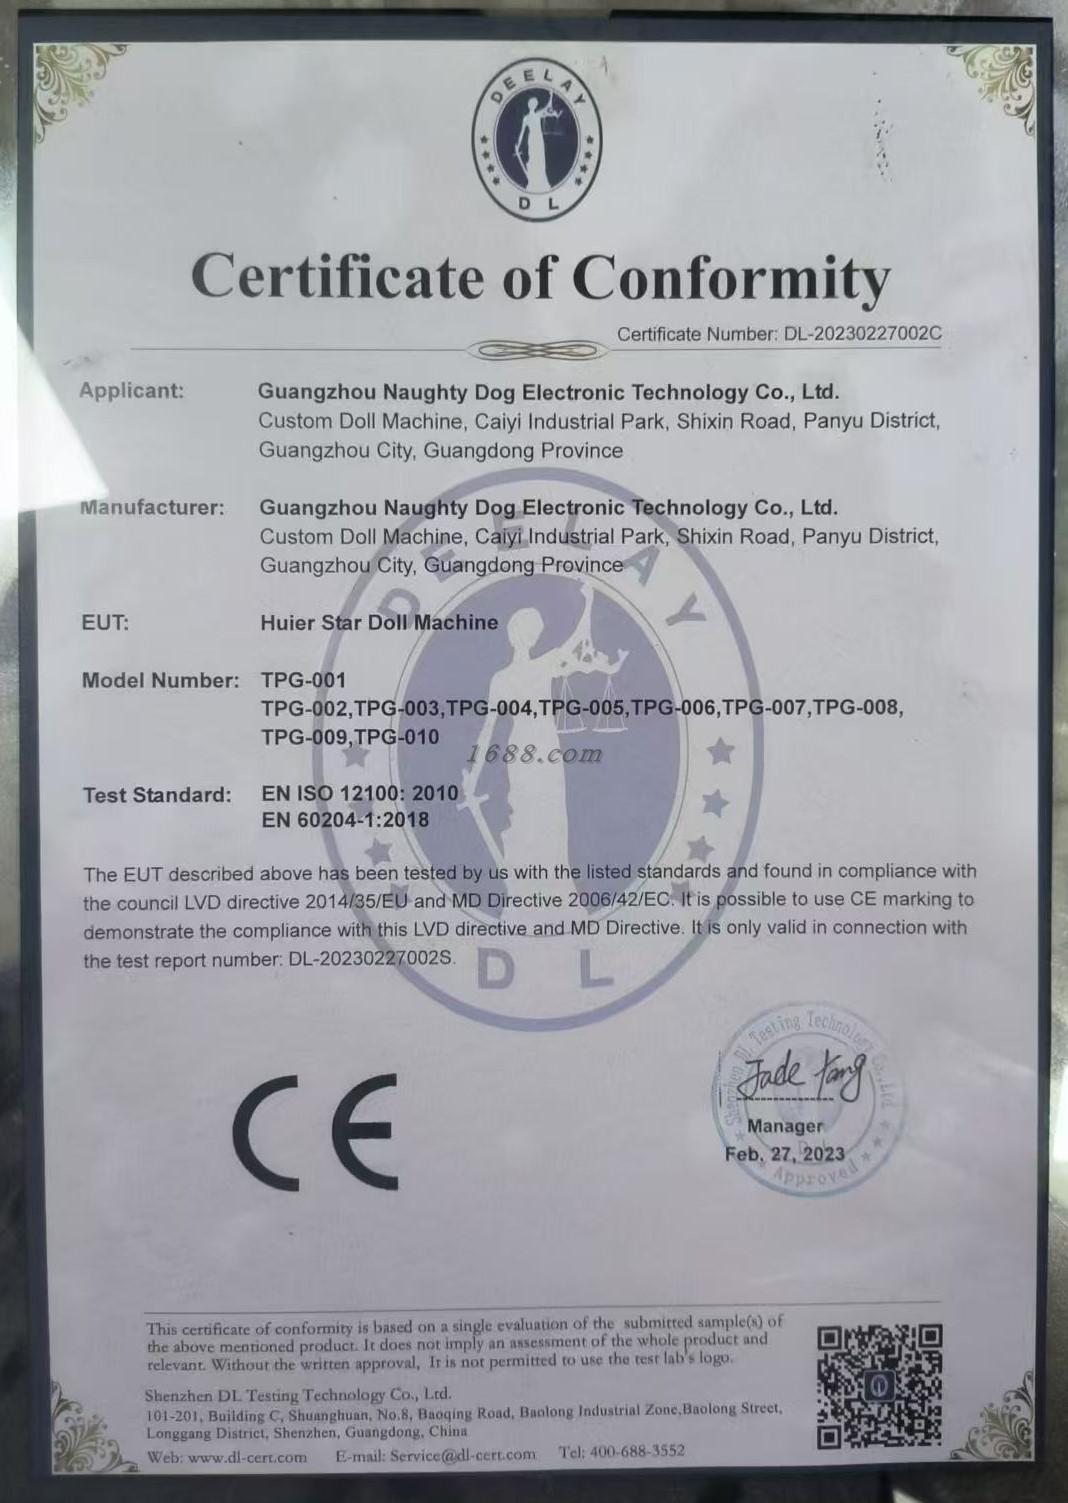 DEELAY
DL
Certificate of Conformity
Certificate Number: DL-20230227002C
Applicant: Guangzhou Naughty Dog Electronic Technology Co., Ltd.
Custom Doll Machine, Caiyi Industrial Park, Shixin Road, Panyu District,
Guangzhou City, Guangdong Province
Manufacturer: Guangzhou Naughty Dog Electronic Technology Co., Ltd.
Custom Doll Machine, Caiyi Industrial Park, Shixin Road, Panyu District,
Guangzhou City, Guangdong Province
DEELAY
EUT: Huier Star Doll Machine
Model Number: TPG-001
TPG-002,TPG-003,TPG-004,TPG-005,TPG-006,TPG-007,TPG-008,
TPG-009,TPG-010
1688.com
Test Standard: EN ISO 12100: 2010
EN 60204-1:2018
The EUT described above has been tested by us with the listed standards and found in compliance with
the council LVD directive 2014/35/EU and MD Directive 2006/42/EC. It is possible to use CE marking to
demonstrate the compliance with this LVD directive and MD Directive. It is only valid in connection with
the test report number: DL-20230227002S.
DL
CE
Shenzhen DL Testing Technology Co., Ltd
Jade Yang
Manager
Feb, 27, 2023
Approved
This certificate of conformity is based on a single evaluation of the submitted sample(s) of
the above mentioned product. It does not imply an assessment of the whole product and
relevant. Without the written approval, It is not permitted to use the test lab's logo.
Shenzhen DL Testing Technology Co., Ltd.
101-201, Building C, Shuanghuan, No.8, Baoqing Road, Baolong Industrial Zone,Baolong Street,
Longgang District, Shenzhen, Guangdong, China
Web: www.dl-cert.com E-mail: Service@dl-cert.com Tel: 400-688-3552